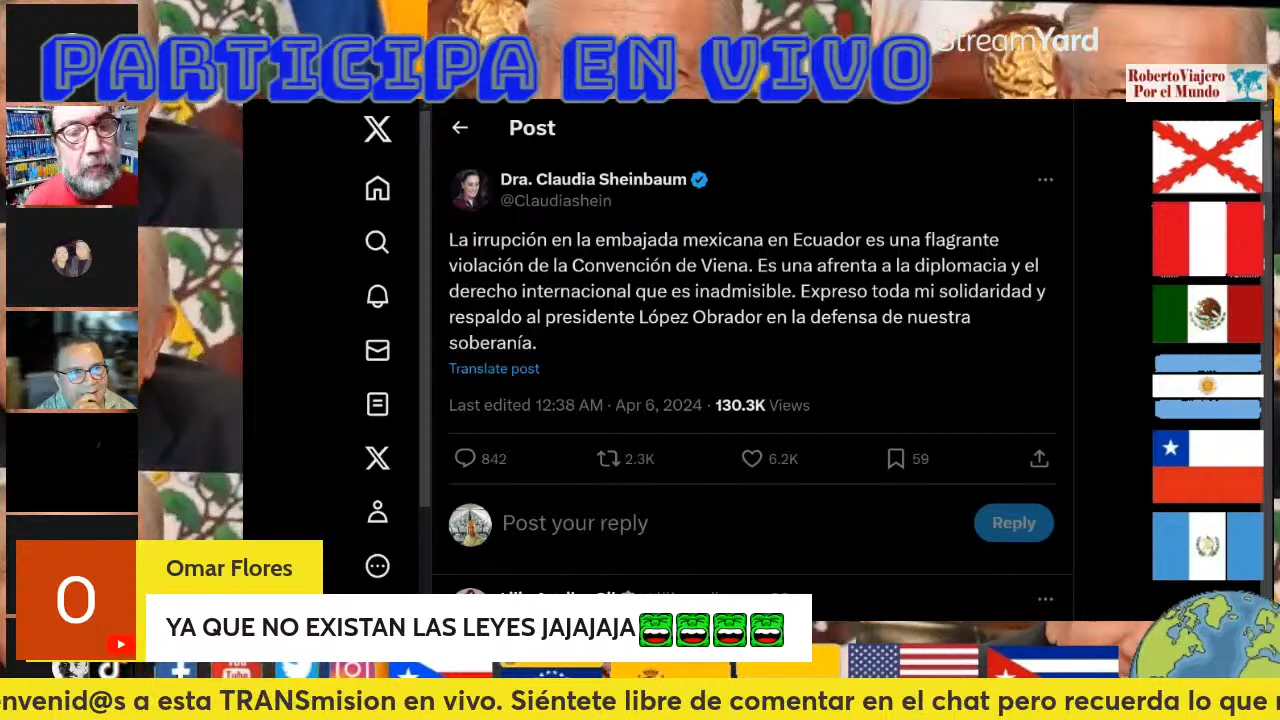 PARTICIPA EN VIVO
StreamYard
RobertoViajero
Por el Mundo
Post
Dra. Claudia Sheinbaum
@Claudiashein
La irrupción en la embajada mexicana en Ecuador es una flagrante
violación de la Convención de Viena. Es una afrenta a la diplomacia y el
derecho internacional que es inadmisible. Expreso toda mi solidaridad y
respaldo al presidente López Obrador en la defensa de nuestra
soberanía.
Translate post
Last edited 12:38 AM · Apr 6, 2024 · 130.3K Views
842 2.3K 6.2K 59
Post your reply
Reply
O
Omar Flores
YA QUE NO EXISTAN LAS LEYES JAJAJAJA
You
Tube
envenid@s a esta TRANSmision en vivo. Siéntete libre de comentar en el chat pero recuerda lo que